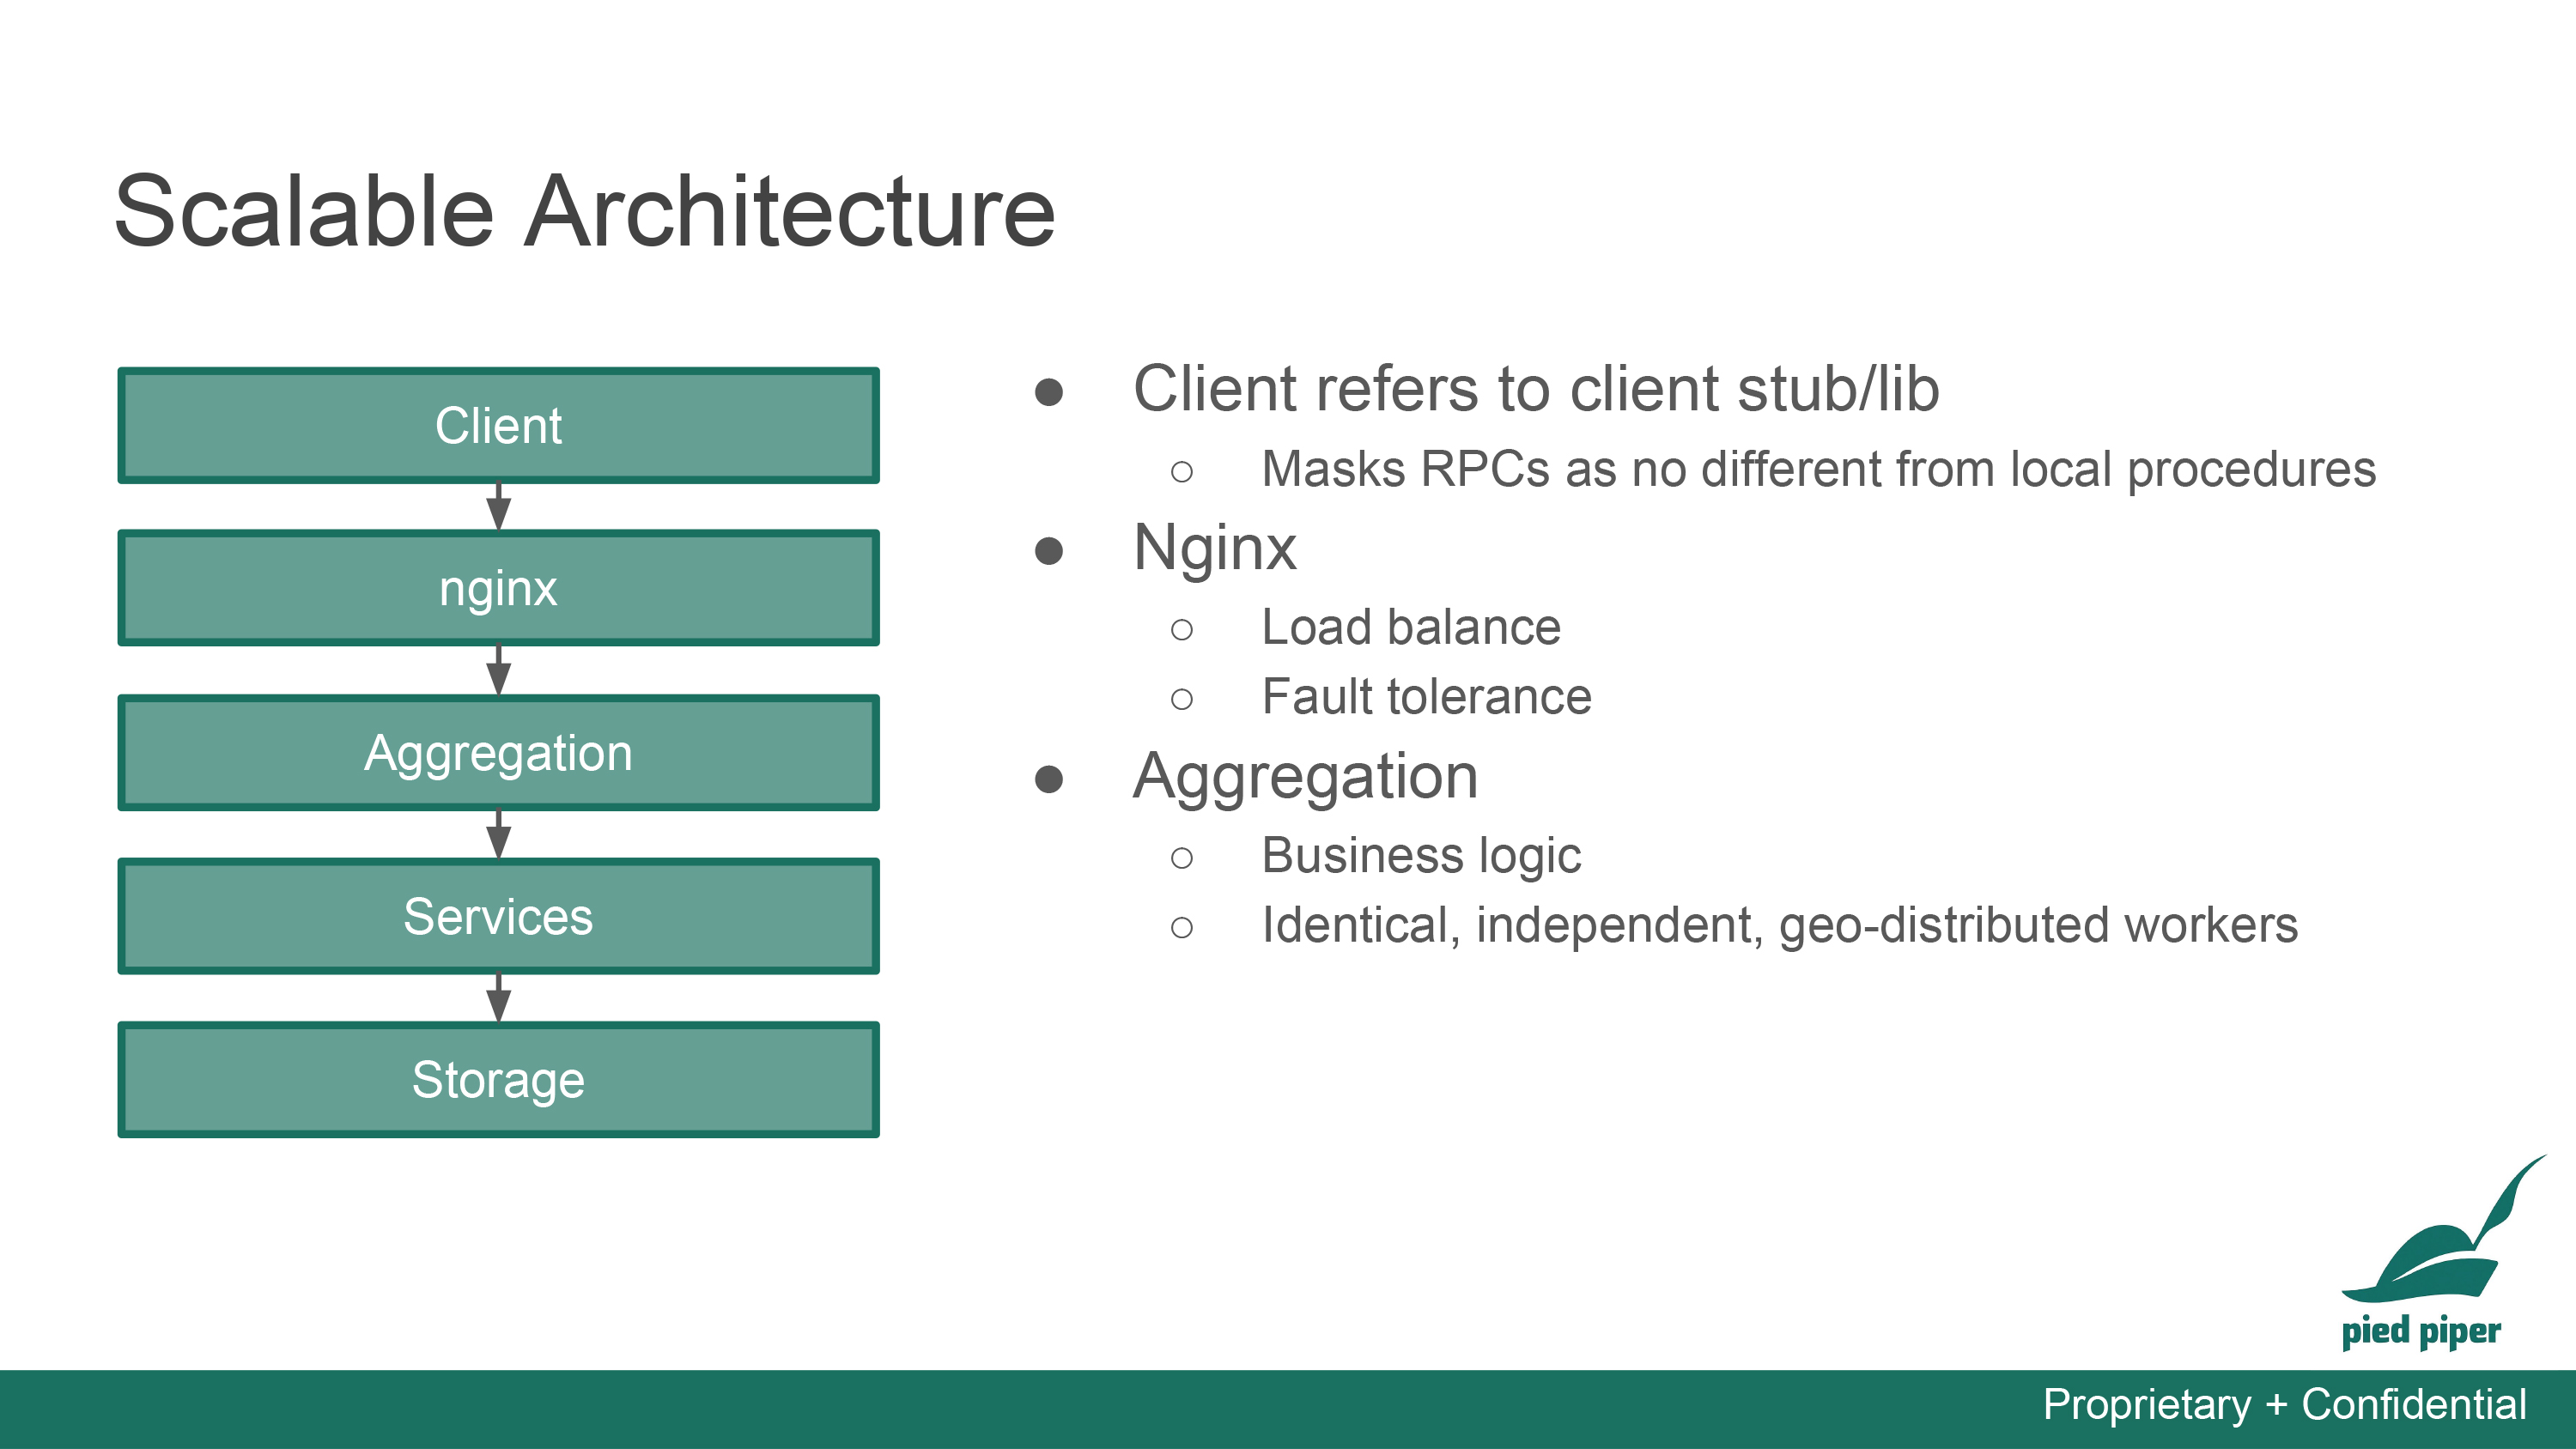 Scalable Architecture
Client
nginx
Aggregation
Services
Storage
● Client refers to client stub/lib
○ Masks RPCs as no different from local procedures
● Nginx
○ Load balance
○ Fault tolerance
● Aggregation
○ Business logic
○ Identical, independent, geo-distributed workers
pied piper
Proprietary + Confidential